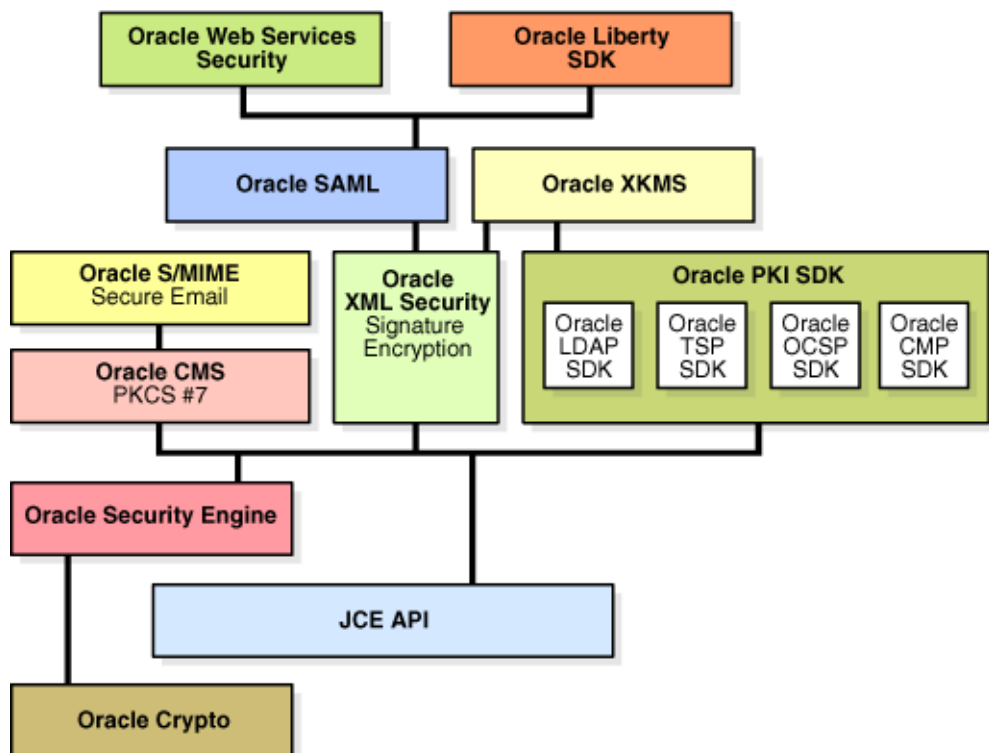 Oracle Web Services
Security
Oracle Liberty
SDK
Oracle SAML
Oracle XKMS
Oracle S/MIME
Secure Email
Oracle
XML Security
Signature
Encryption
Oracle PKI SDK
Oracle
LDAP
SDK
Oracle
TSP
SDK
Oracle
OCSP
SDK
Oracle
CMP
SDK
Oracle CMS
PKCS #7
Oracle Security Engine
JCE API
Oracle Crypto